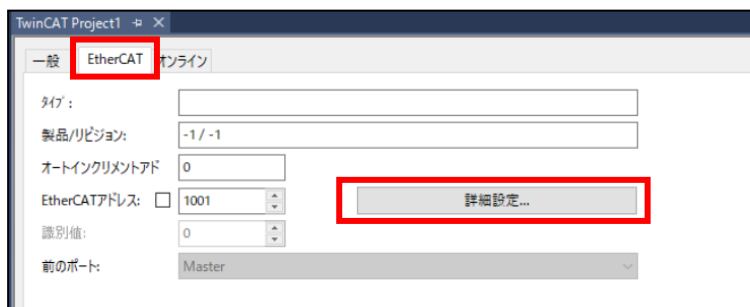 TwinCAT Project1
一般 EtherCAT オンライン
タイプ:
製品/リビジョン: -1 / -1
オートインクリメントアド 0
EtherCATアドレス: 1001 詳細設定...
識別値: 0
前のポート: Master